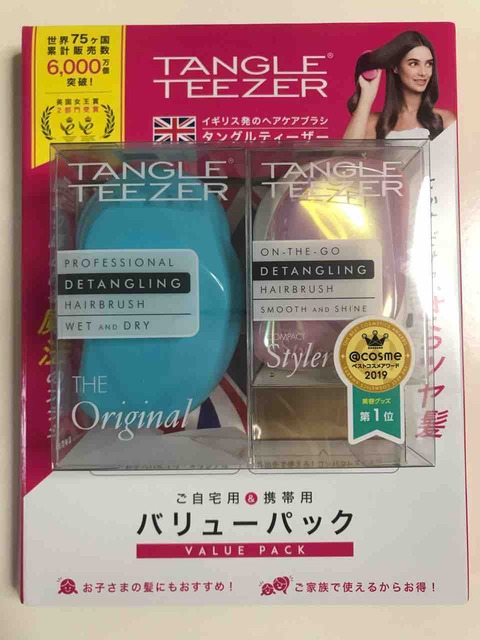 世界75ヶ国
累計販売数
6,000万個
突破!
英国女王賞
2部門受賞
TANGLE
TEEZER®
イギリス発のヘアケアブラシ
タングルティーザー
TANGLE®
TEEZER
PROFESSIONAL
DETANGLING
HAIRBRUSH
WET AND DRY
THE
Original
TANGLE®
TEEZER
ON-THE-GO
DETANGLING
HAIRBRUSH
SMOOTH AND SHINE
COMPACT
Styler
@cosme
ベストコスメアワード
2019
美容グッズ
第1位
さらツヤ髪
ご自宅用&携帯用
バリューパック
VALUE PACK
お子さまの髪にもおすすめ!
ご家族で使えるからお得!